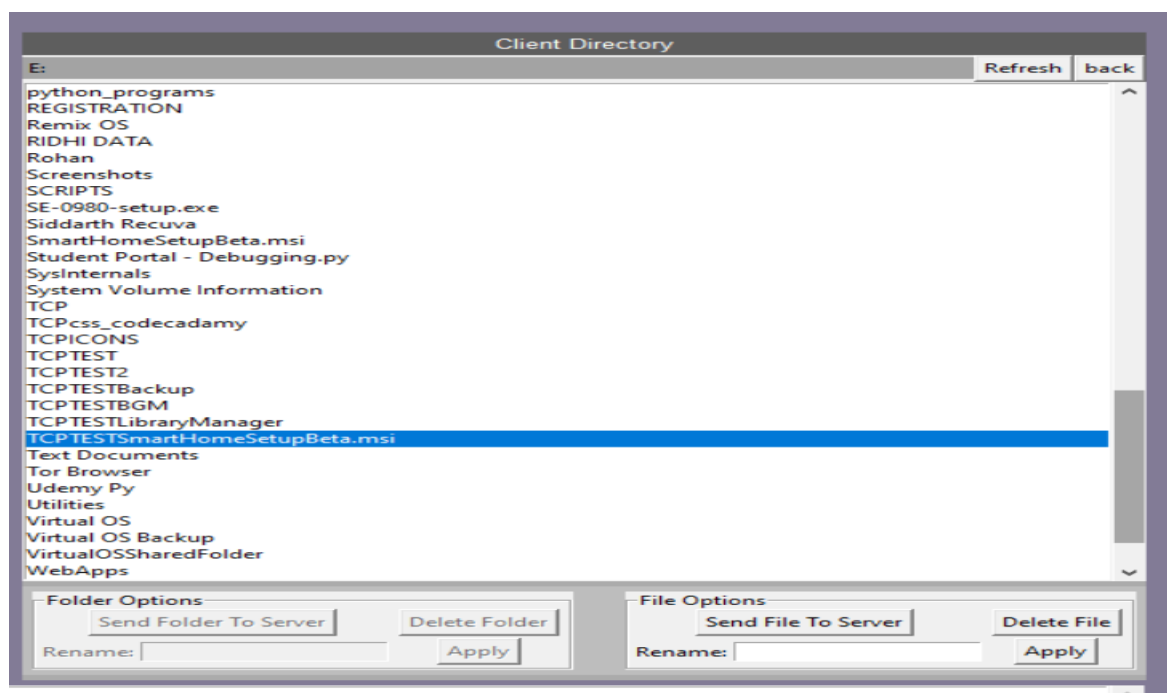 Client Directory
E: Refresh back
python_programs
REGISTRATION
Remix OS
RIDHI DATA
Rohan
Screenshots
SCRIPTS
SE-0980-setup.exe
Siddarth Recuva
SmartHomeSetupBeta.msi
Student Portal - Debugging.py
SysInternals
System Volume Information
TCP
TCPcss_codecadamy
TCPICONS
TCPTEST
TCPTEST2
TCPTESTBackup
TCPTESTBGM
TCPTESTLibraryManager
TCPTESTSmartHomeSetupBeta.msi
Text Documents
Tor Browser
Udemy Py
Utilities
Virtual OS
Virtual OS Backup
VirtualOSSharedFolder
WebApps
Folder Options
Send Folder To Server Delete Folder
Rename: Apply
File Options
Send File To Server Delete File
Rename: Apply